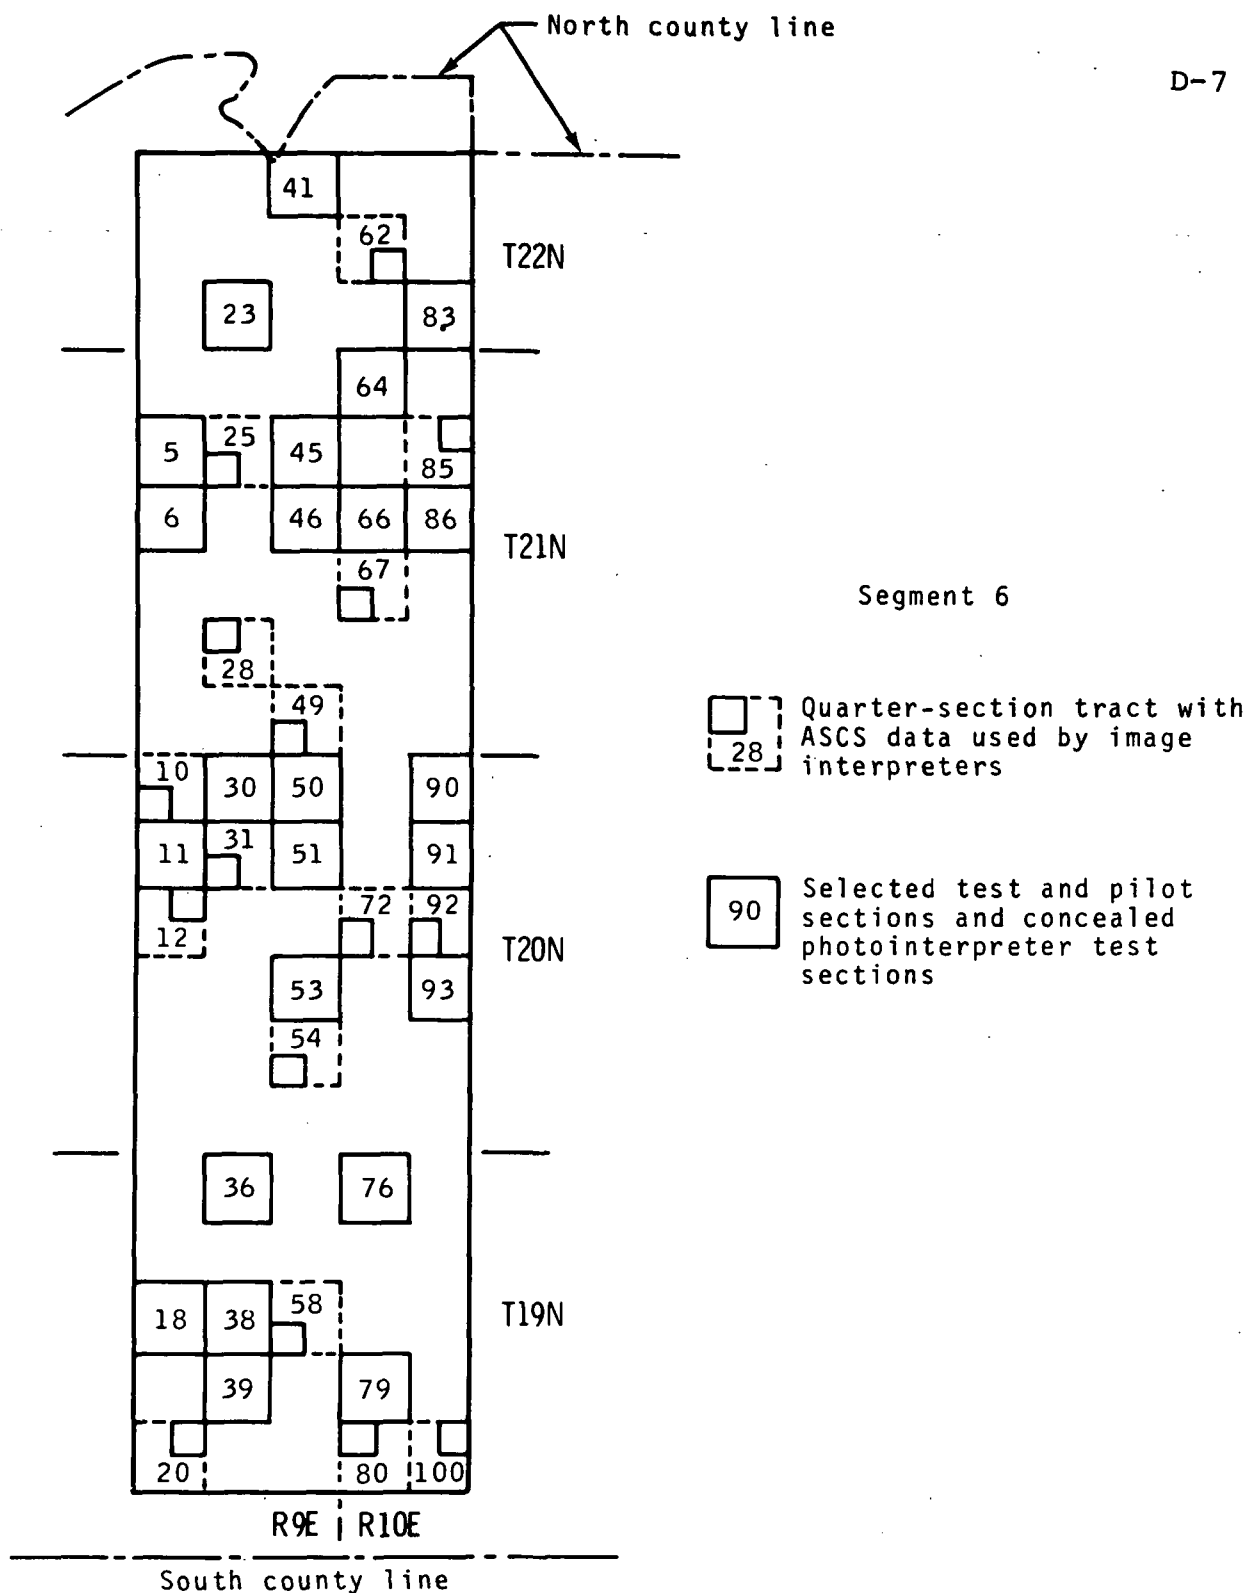 North county line
D-7
41
62
T22N
23
83
64
5
25
45
85
6
46
66
86
T21N
67
Segment 6
28
49
28
Quarter-section tract with
ASCS data used by image
interpreters
10
30
50
90
11
31
51
91
90
Selected test and pilot
sections and concealed
photointerpreter test
sections
12
72
92
T20N
53
93
54
36
76
18
38
58
T19N
39
79
20
80
100
R9E | R10E
South county line